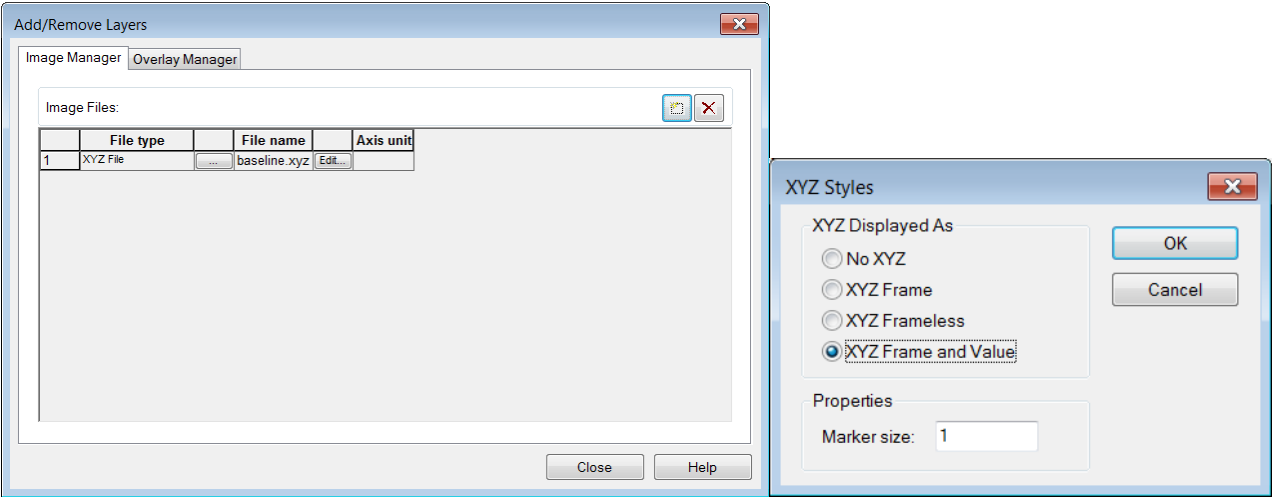 Add/Remove Layers
Image Manager
Overlay Manager
Image Files:
File type File name Axis unit
1 XYZ File ... baseline.xyz Edit...
Close Help
XYZ Styles
XYZ Displayed As
No XYZ
XYZ Frame
XYZ Frameless
XYZ Frame and Value
Properties
Marker size: 1
OK
Cancel